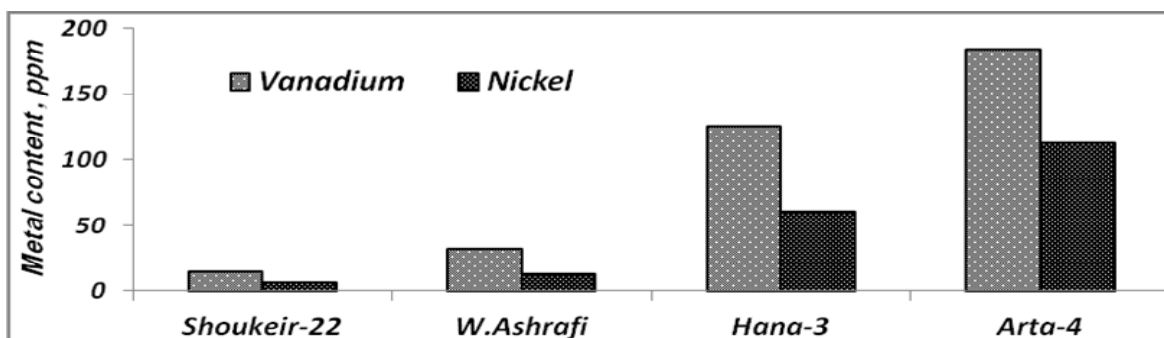 Metal content, ppm
200
150
100
50
0
Vanadium Nickel
Shoukeir-22 W.Ashrafi Hana-3 Arta-4